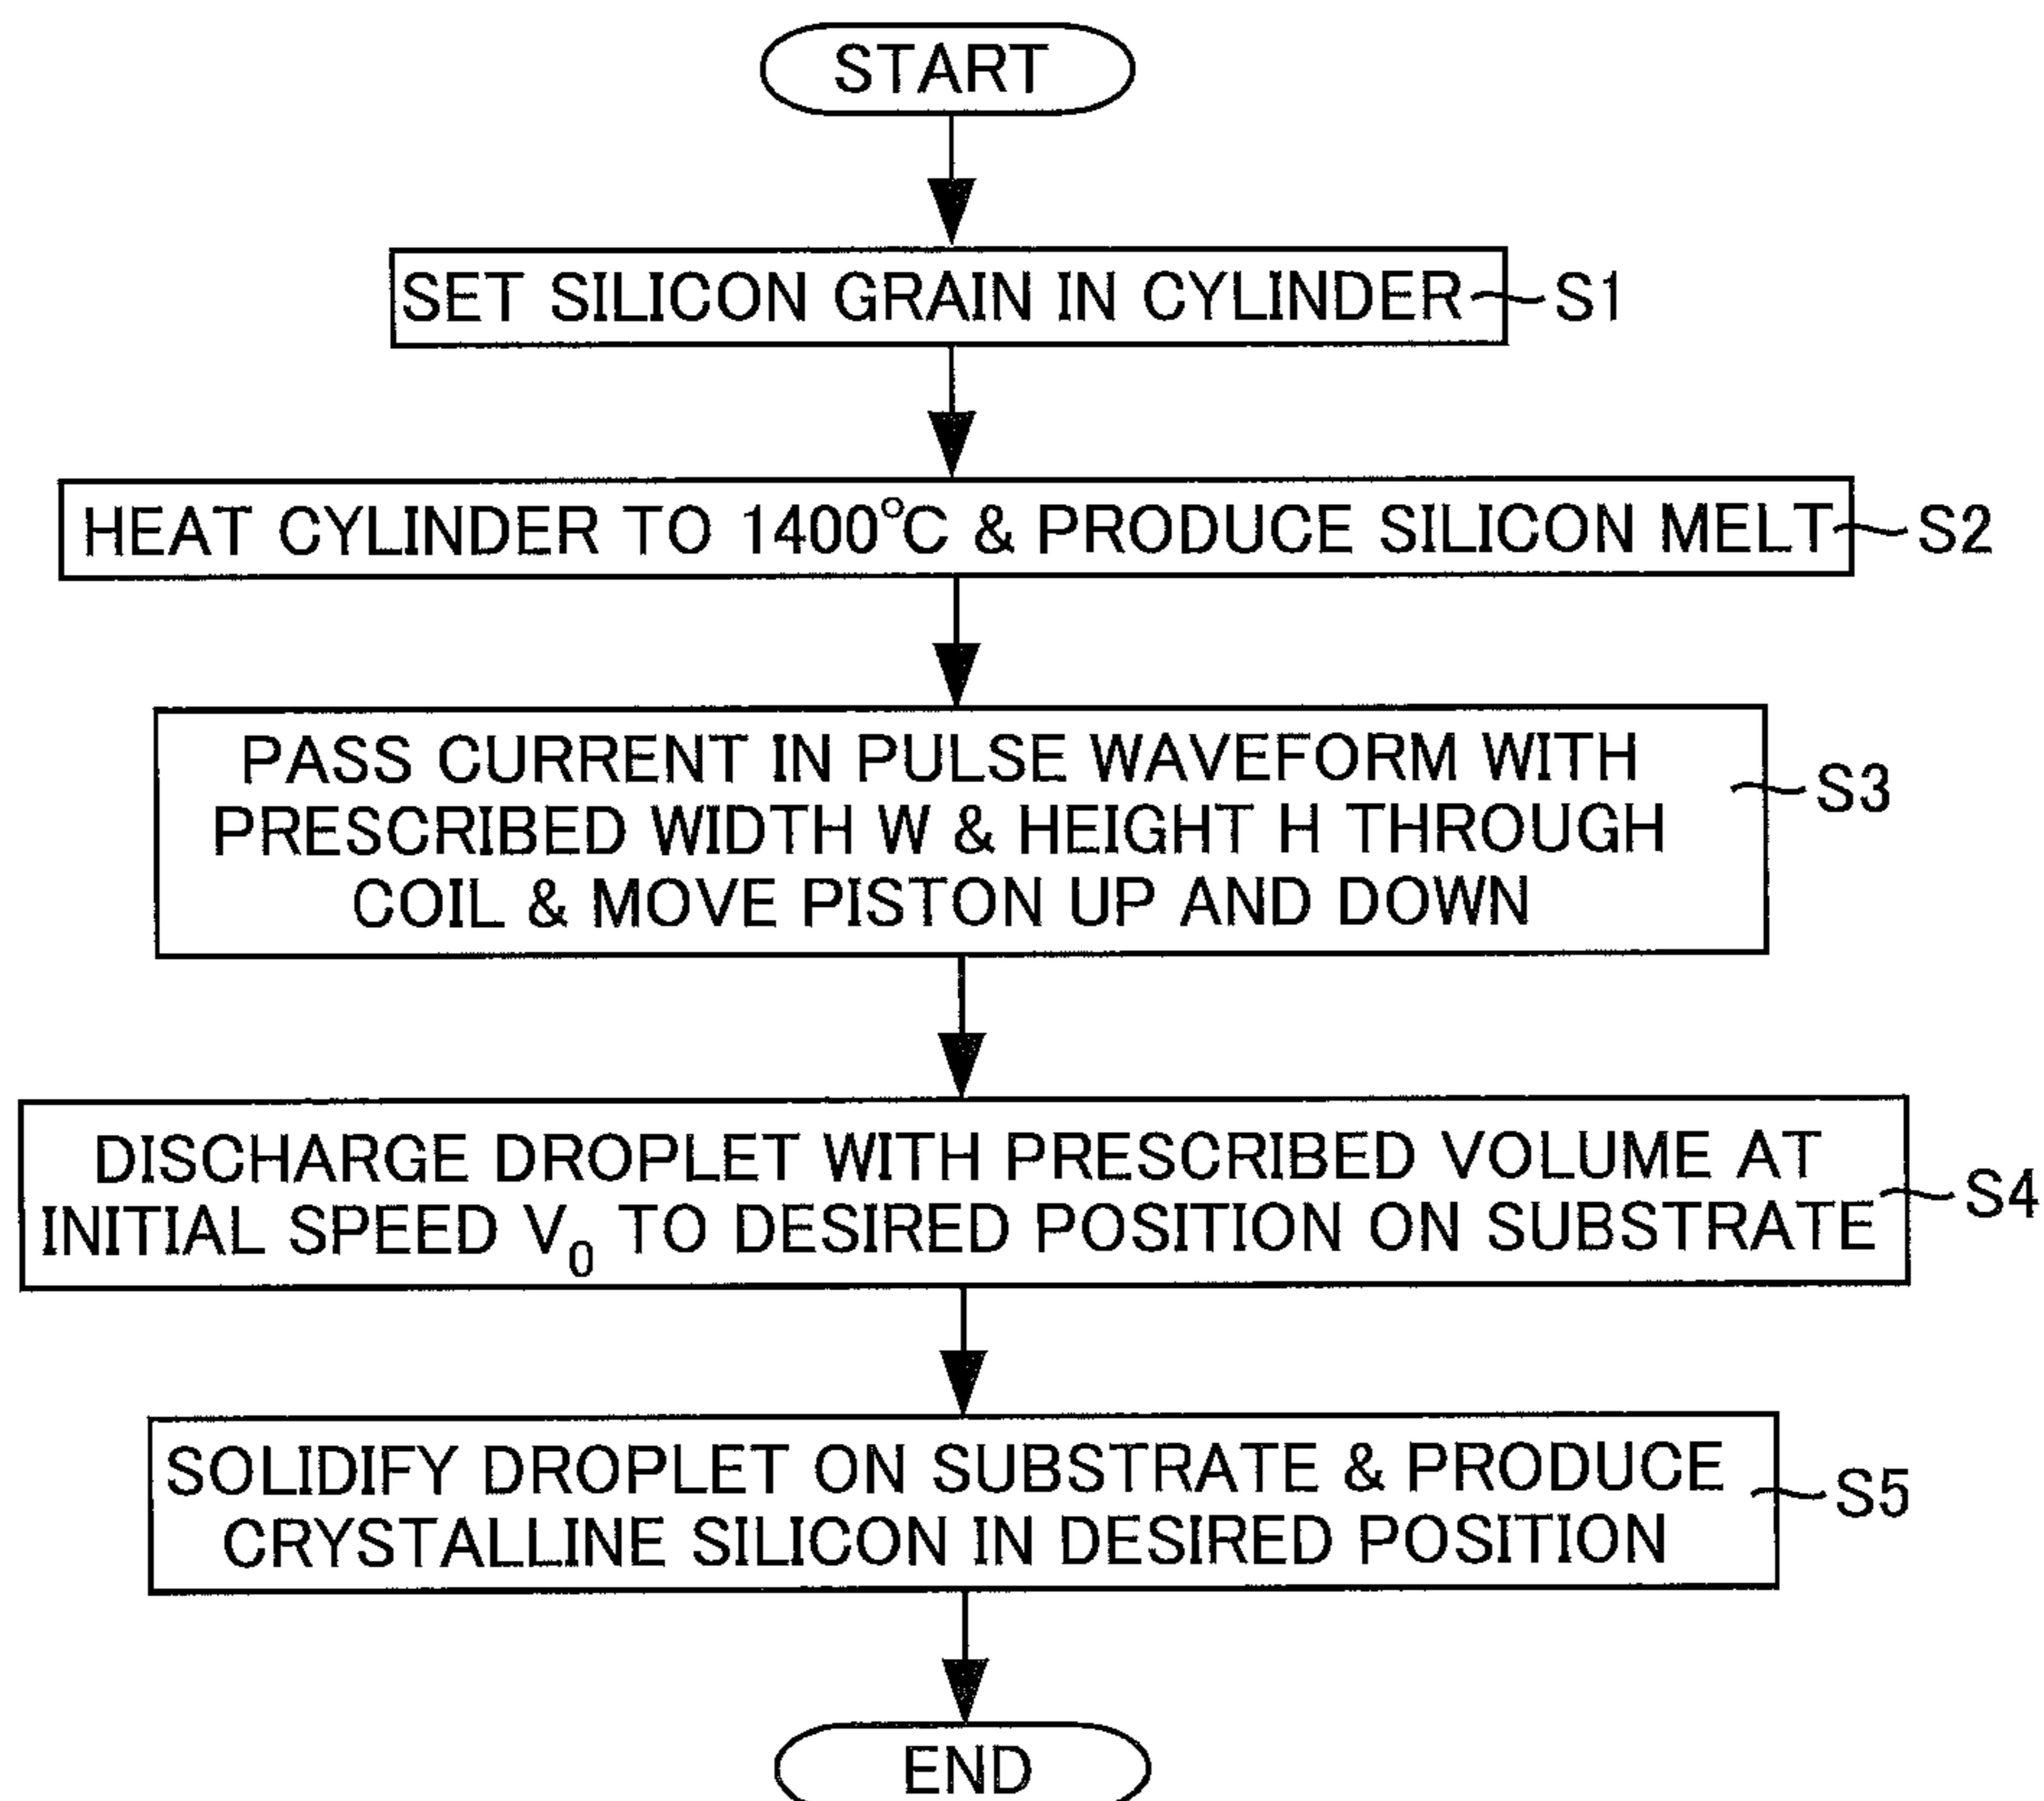 START
SET SILICON GRAIN IN CYLINDER
S1
HEAT CYLINDER TO 1400°C & PRODUCE SILICON MELT
S2
PASS CURRENT IN PULSE WAVEFORM WITH
PRESCRIBED WIDTH W & HEIGHT H THROUGH
COIL & MOVE PISTON UP AND DOWN
S3
DISCHARGE DROPLET WITH PRESCRIBED VOLUME AT
INITIAL SPEED V₀ TO DESIRED POSITION ON SUBSTRATE
S4
SOLIDIFY DROPLET ON SUBSTRATE & PRODUCE
CRYSTALLINE SILICON IN DESIRED POSITION
S5
END